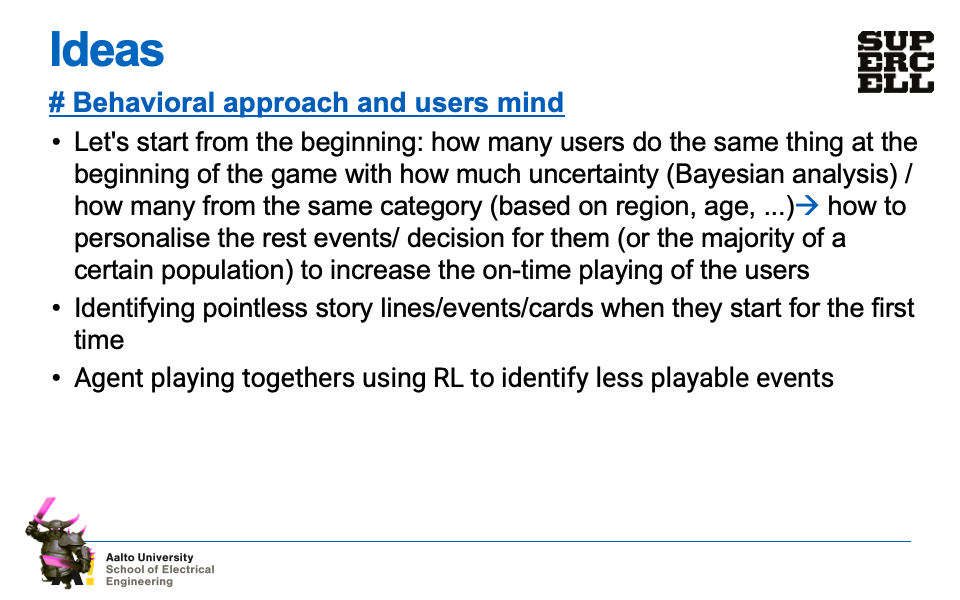 Ideas
SUP
ERC
ELL
# Behavioral approach and users mind
• Let's start from the beginning: how many users do the same thing at the
beginning of the game with how much uncertainty (Bayesian analysis) /
how many from the same category (based on region, age, ...)→ how to
personalise the rest events/ decision for them (or the majority of a
certain population) to increase the on-time playing of the users
• Identifying pointless story lines/events/cards when they start for the first
time
• Agent playing togethers using RL to identify less playable events
Aalto University
School of Electrical
Engineering